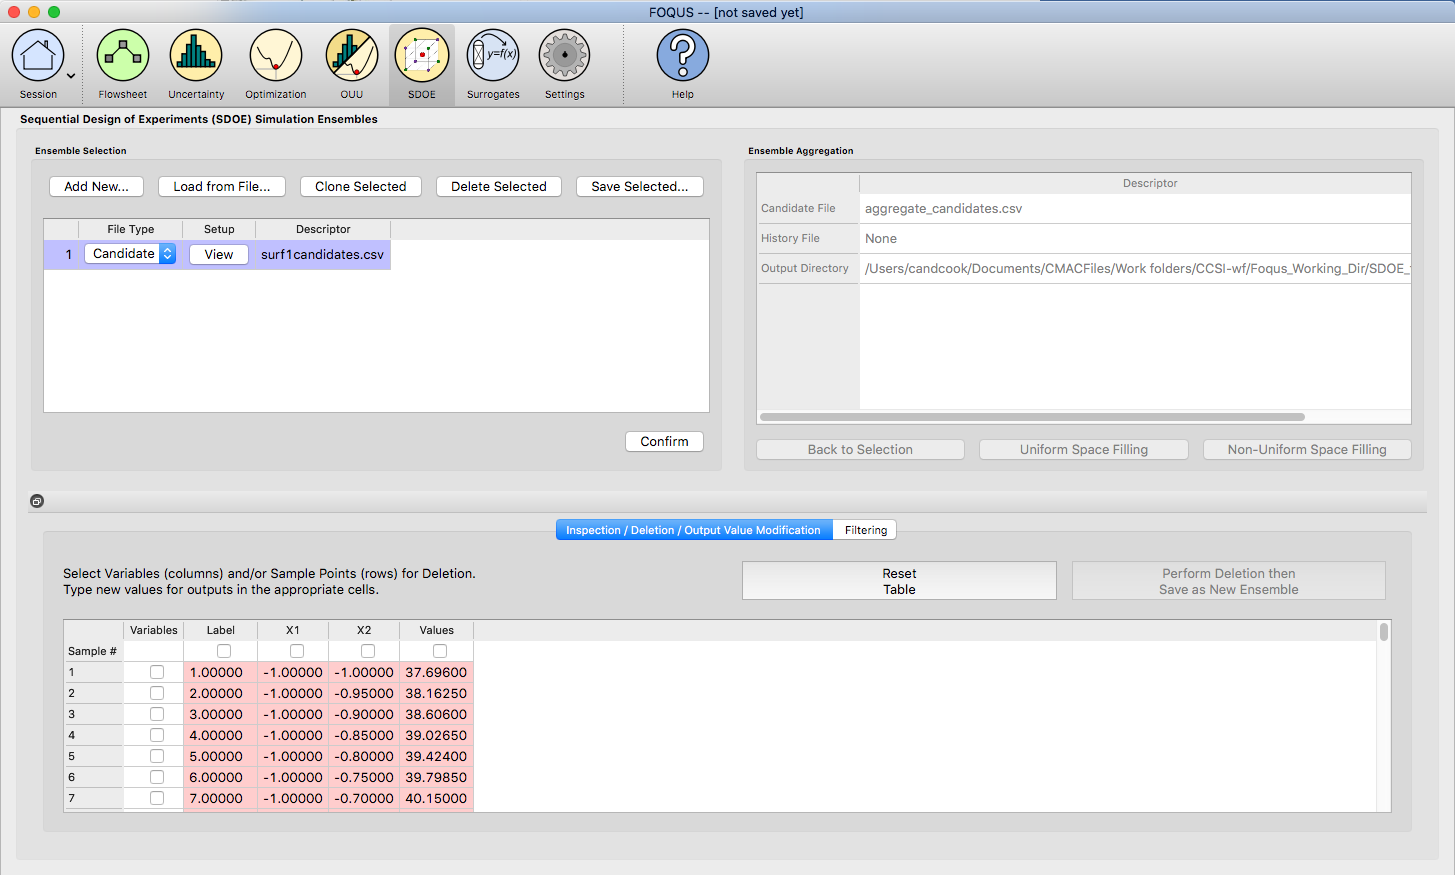 FOQUS -- [not saved yet]
Session Flowsheet Uncertainty Optimization OUU SDOE y=f(x) Surrogates Settings Help
Sequential Design of Experiments (SDOE) Simulation Ensembles
Ensemble Selection
Add New... Load from File... Clone Selected Delete Selected Save Selected...
File Type Setup Descriptor
1 Candidate View surf1candidates.csv
Confirm
Ensemble Aggregation
Descriptor
Candidate File aggregate_candidates.csv
History File None
Output Directory /Users/candcook/Documents/CMACFiles/Work folders/CCSI-wf/Foqus_Working_Dir/SDOE_
Back to Selection Uniform Space Filling Non-Uniform Space Filling
Inspection / Deletion / Output Value Modification Filtering
Select Variables (columns) and/or Sample Points (rows) for Deletion.
Type new values for outputs in the appropriate cells.
Reset
Table
Perform Deletion then
Save as New Ensemble
Variables Label X1 X2 Values
Sample #
1 1.00000 -1.00000 -1.00000 37.69600
2 2.00000 -1.00000 -0.95000 38.16250
3 3.00000 -1.00000 -0.90000 38.60600
4 4.00000 -1.00000 -0.85000 39.02650
5 5.00000 -1.00000 -0.80000 39.42400
6 6.00000 -1.00000 -0.75000 39.79850
7 7.00000 -1.00000 -0.70000 40.15000